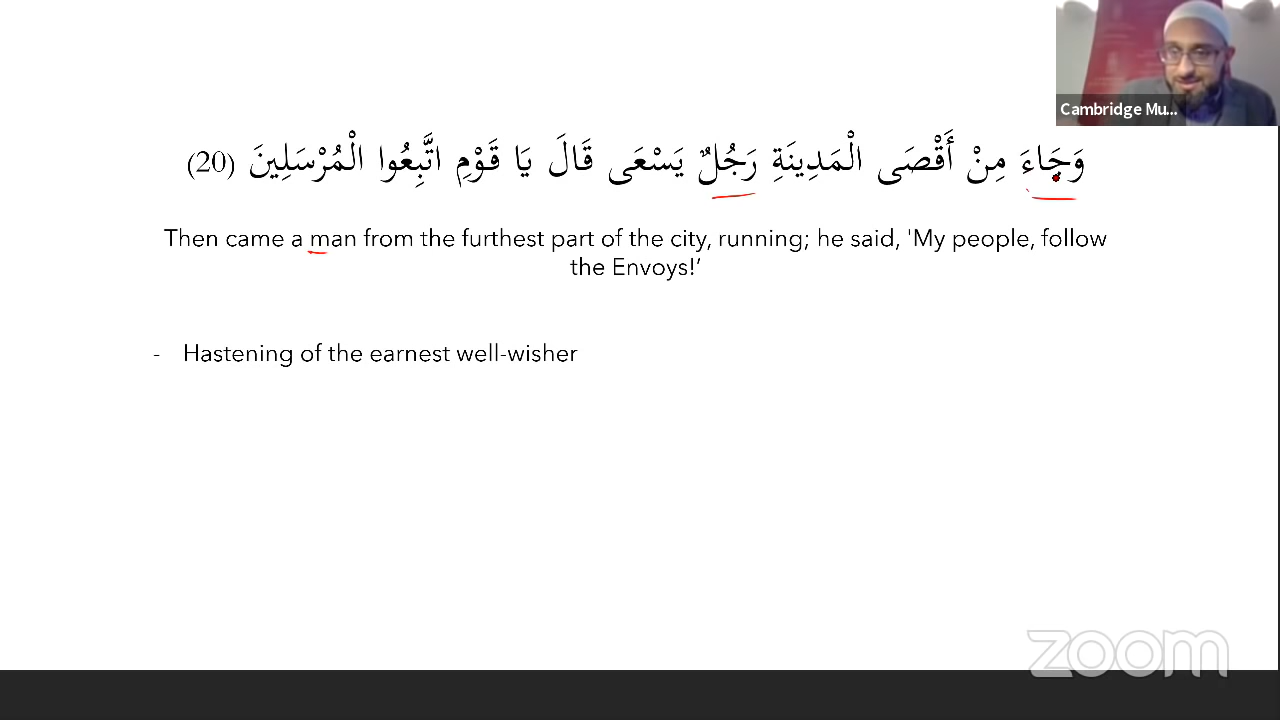 Cambridge Mu...
وَجَاءَ مِنْ أَقْصَى الْمَدِينَةِ رَجُلٌ يَسْعَى قَالَ يَا قَوْمِ اتَّبِعُوا الْمُرْسَلِينَ (20)
Then came a man from the furthest part of the city, running; he said, 'My people, follow
the Envoys!’
- Hastening of the earnest well-wisher
zoom